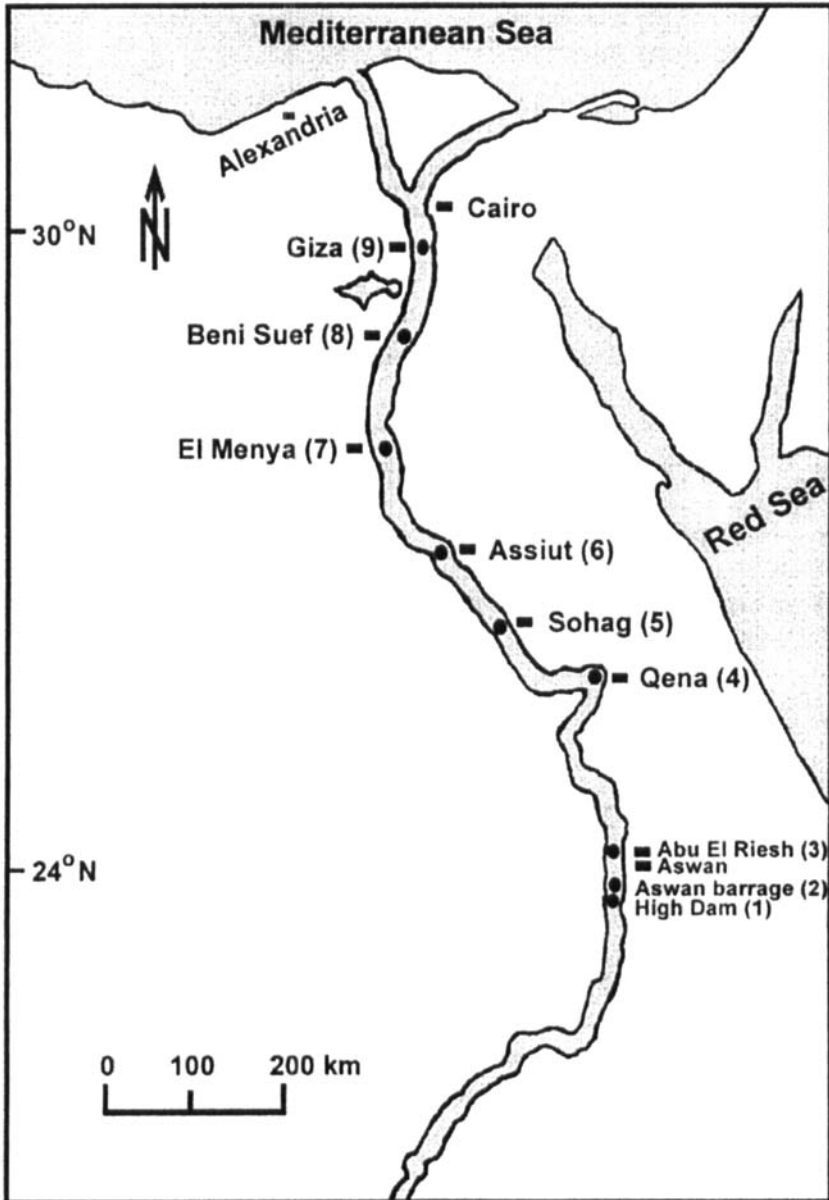 Mediterranean Sea
Alexandria
Cairo
30°N
N
Giza (9)
Beni Suef (8)
El Menya (7)
Red Sea
Assiut (6)
Sohag (5)
Qena (4)
Abu El Riesh (3)
Aswan
24°N
Aswan barrage (2)
High Dam (1)
0 100 200 km